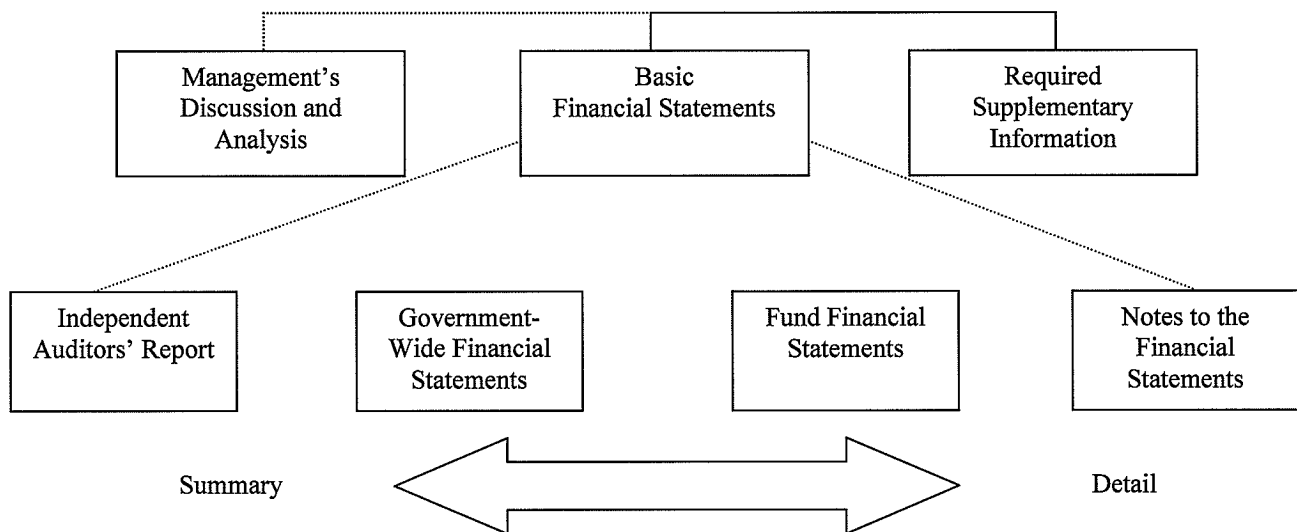 Management's
Discussion and
Analysis
Basic
Financial Statements
Required
Supplementary
Information
Independent
Auditors' Report
Government-
Wide Financial
Statements
Fund Financial
Statements
Notes to the
Financial
Statements
Summary
Detail